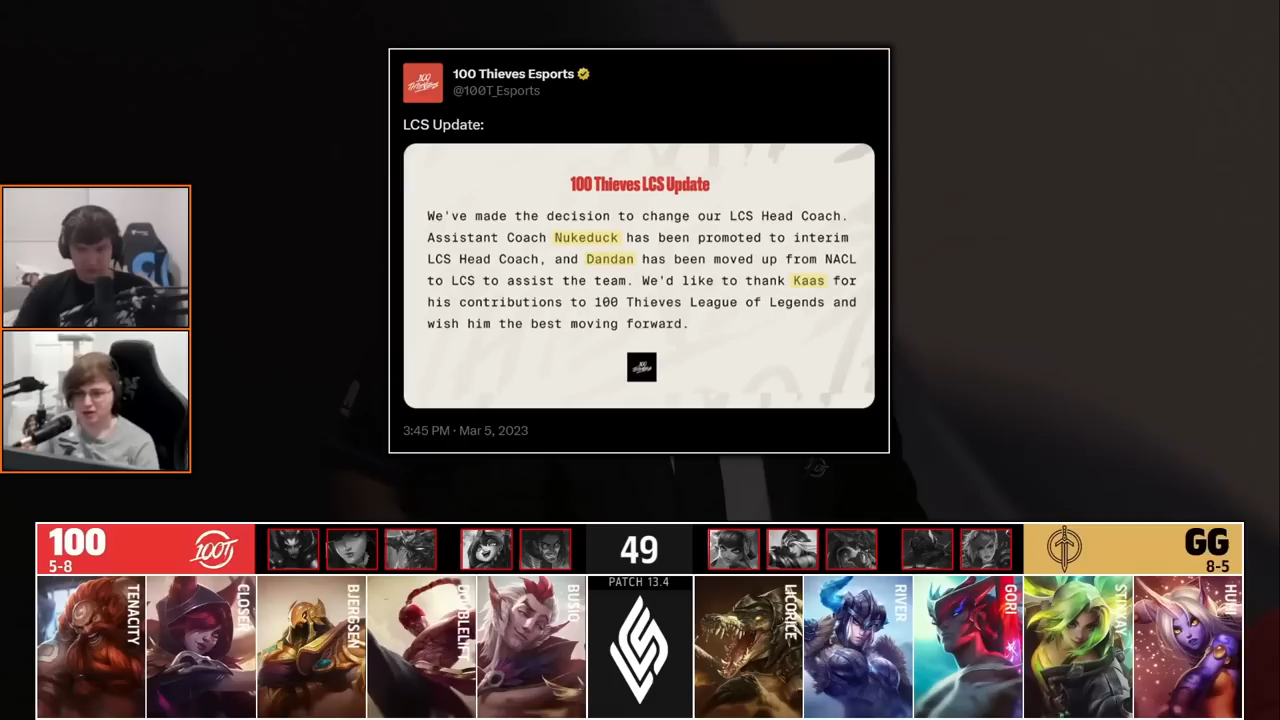 100 Thieves Esports
@100T_Esports
LCS Update:
100 Thieves LCS Update
We've made the decision to change our LCS Head Coach.
Assistant Coach Nukeduck has been promoted to interim
LCS Head Coach, and Dandan has been moved up from NACL
to LCS to assist the team. We'd like to thank Kaas for
his contributions to 100 Thieves League of Legends and
wish him the best moving forward.
3:45 PM · Mar 5, 2023
100
5-8
100T
49
GG
8-5
PATCH 13.4
TENACITY
CLOSER
BJERGSEN
DOUBLELIFT
BUSIO
LICORICE
RIVER
GORI
STIXXAY
HUHI